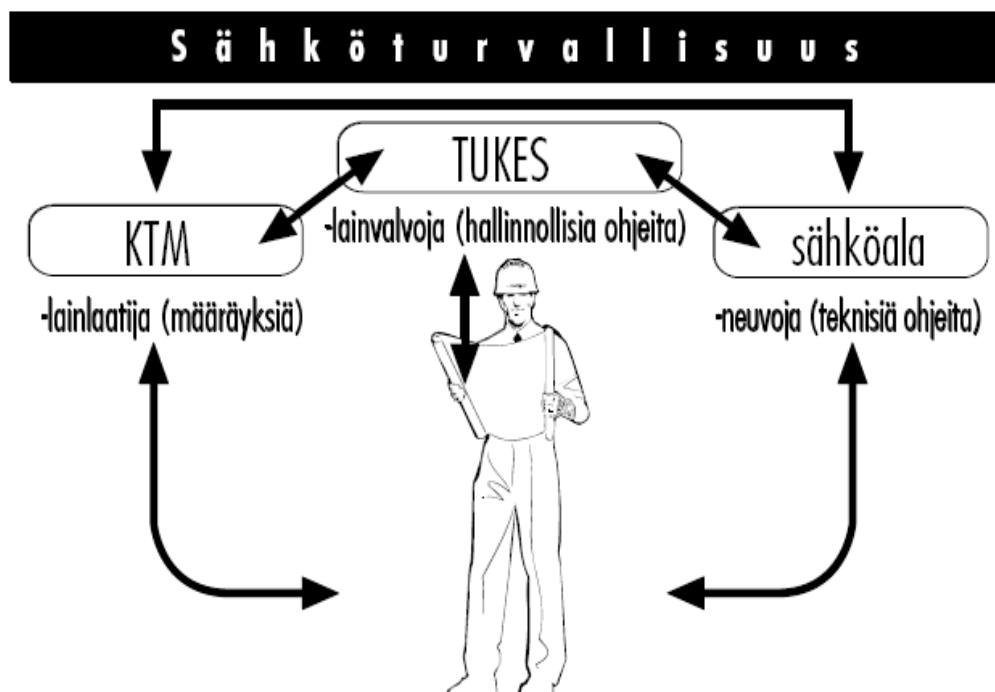 Sähköturvallisuus
TUKES
-lainvalvoja (hallinnollisia ohjeita)
KTM
-lainlaatija (määräyksiä)
sähköala
-neuvoja (teknisiä ohjeita)